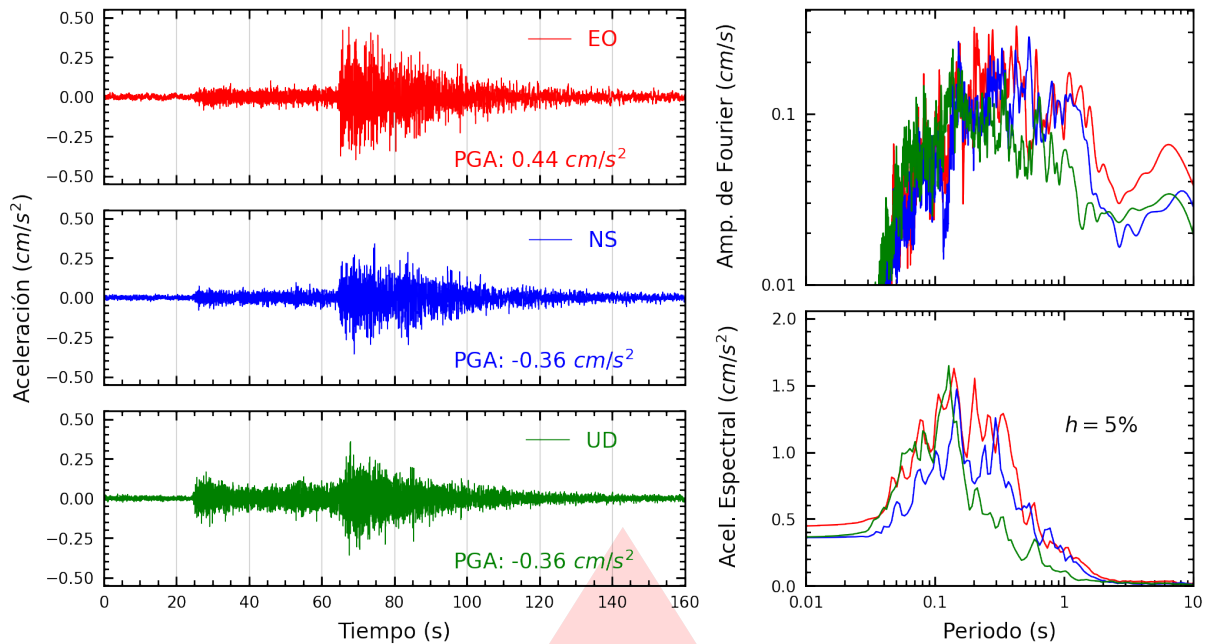 Aceleración (cm/s²)
0.50
0.25
0.00
-0.25
-0.50
EO
PGA: 0.44 cm/s²
0.50
0.25
0.00
-0.25
-0.50
NS
PGA: -0.36 cm/s²
0.50
0.25
0.00
-0.25
-0.50
UD
PGA: -0.36 cm/s²
0 20 40 60 80 100 120 140 160
Tiempo (s)
Amp. de Fourier (cm/s)
0.1
0.01
Acel. Espectral (cm/s²)
2.0
1.5
1.0
0.5
0.0
h = 5%
0.01 0.1 1 10
Periodo (s)